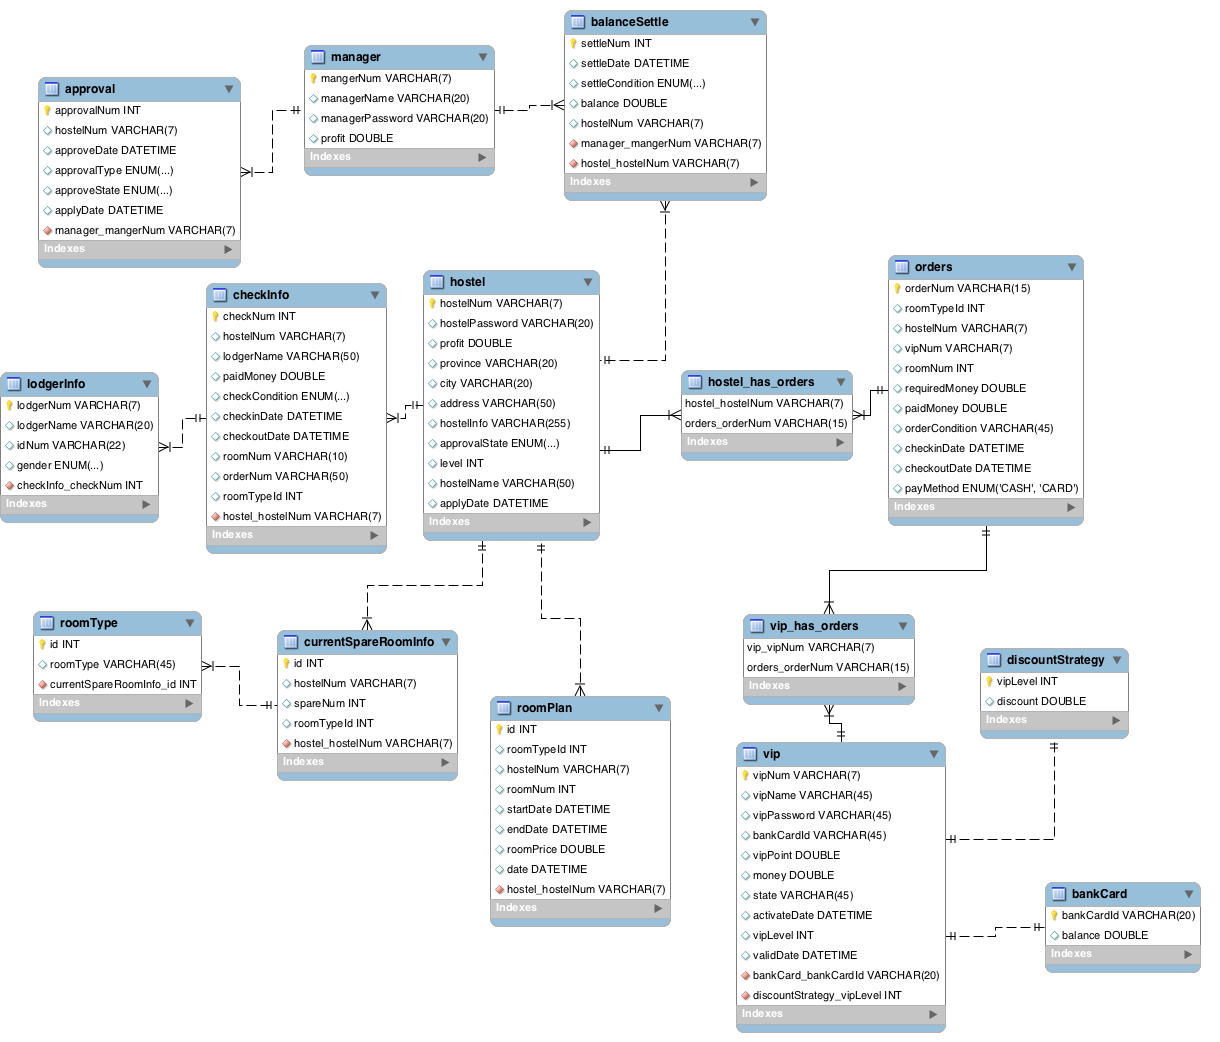 balanceSettle
settleNum INT
settleDate DATETIME
settleCondition ENUM(...)
balance DOUBLE
hostelNum VARCHAR(7)
manager_mangerNum VARCHAR(7)
hostel_hostelNum VARCHAR(7)
Indexes
manager
mangerNum VARCHAR(7)
managerName VARCHAR(20)
managerPassword VARCHAR(20)
profit DOUBLE
Indexes
approval
approvalNum INT
hostelNum VARCHAR(7)
approveDate DATETIME
approvalType ENUM(...)
approveState ENUM(...)
applyDate DATETIME
manager_mangerNum VARCHAR(7)
Indexes
orders
orderNum VARCHAR(15)
roomTypeId INT
hostelNum VARCHAR(7)
vipNum VARCHAR(7)
roomNum INT
requiredMoney DOUBLE
paidMoney DOUBLE
orderCondition VARCHAR(45)
checkinDate DATETIME
checkoutDate DATETIME
payMethod ENUM('CASH', 'CARD')
Indexes
hostel
hostelNum VARCHAR(7)
hostelPassword VARCHAR(20)
profit DOUBLE
province VARCHAR(20)
city VARCHAR(20)
address VARCHAR(50)
hostelInfo VARCHAR(255)
approvalState ENUM(...)
level INT
hostelName VARCHAR(50)
applyDate DATETIME
Indexes
checkInfo
checkNum INT
hostelNum VARCHAR(7)
lodgerName VARCHAR(50)
paidMoney DOUBLE
checkCondition ENUM(...)
checkinDate DATETIME
checkoutDate DATETIME
roomNum VARCHAR(10)
orderNum VARCHAR(50)
roomTypeId INT
hostel_hostelNum VARCHAR(7)
Indexes
lodgerInfo
lodgerNum VARCHAR(7)
lodgerName VARCHAR(20)
idNum VARCHAR(22)
gender ENUM(...)
checkInfo_checkNum INT
Indexes
hostel_has_orders
hostel_hostelNum VARCHAR(7)
orders_orderNum VARCHAR(15)
Indexes
roomType
id INT
roomType VARCHAR(45)
currentSpareRoomInfo_id INT
Indexes
currentSpareRoomInfo
id INT
hostelNum VARCHAR(7)
spareNum INT
roomTypeId INT
hostel_hostelNum VARCHAR(7)
Indexes
roomPlan
id INT
roomTypeId INT
hostelNum VARCHAR(7)
roomNum INT
startDate DATETIME
endDate DATETIME
roomPrice DOUBLE
date DATETIME
hostel_hostelNum VARCHAR(7)
Indexes
vip_has_orders
vip_vipNum VARCHAR(7)
orders_orderNum VARCHAR(15)
Indexes
discountStrategy
vipLevel INT
discount DOUBLE
Indexes
vip
vipNum VARCHAR(7)
vipName VARCHAR(45)
vipPassword VARCHAR(45)
bankCardId VARCHAR(45)
vipPoint DOUBLE
money DOUBLE
state VARCHAR(45)
activateDate DATETIME
vipLevel INT
validDate DATETIME
bankCard_bankCardId VARCHAR(20)
discountStrategy_vipLevel INT
Indexes
bankCard
bankCardId VARCHAR(20)
balance DOUBLE
Indexes